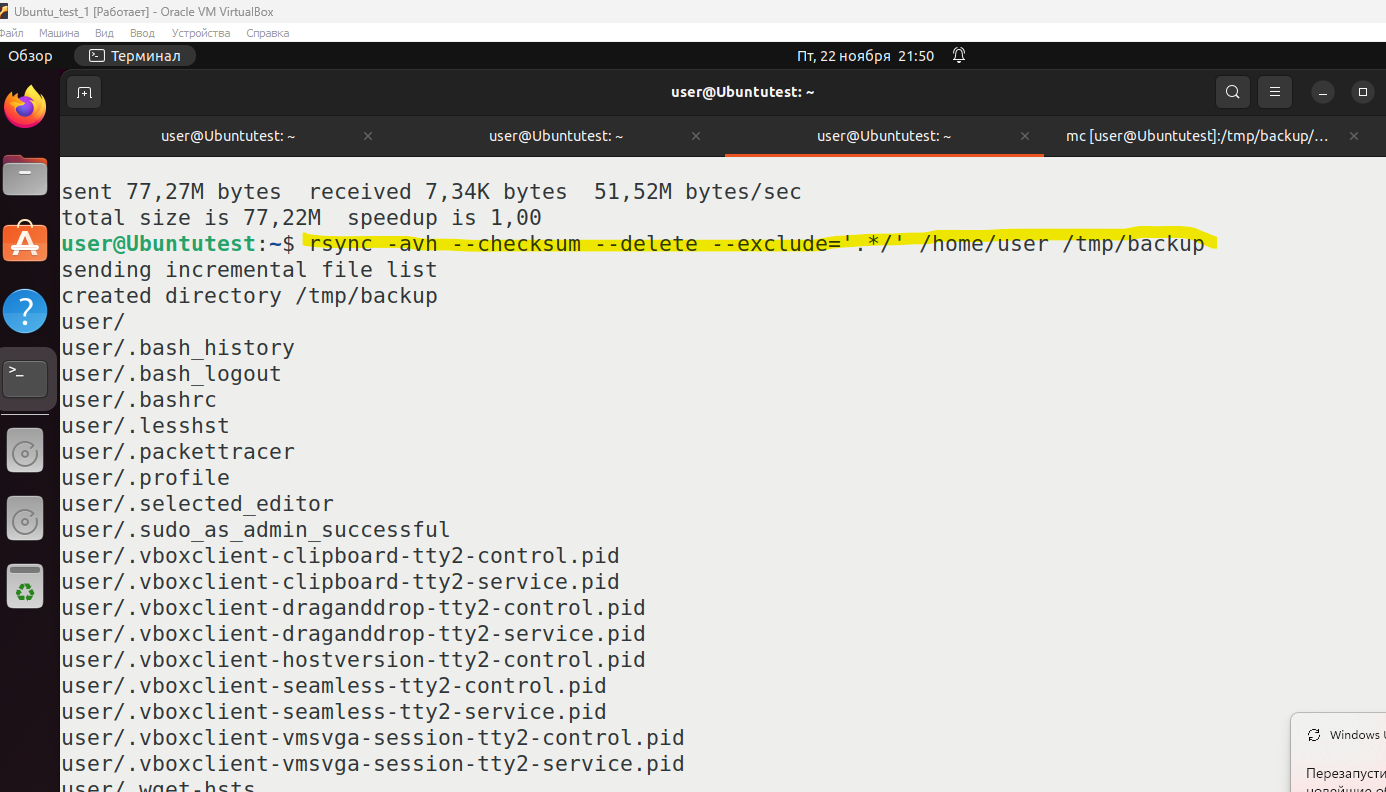 Ubuntu_test_1 [Работает] - Oracle VM VirtualBox
Файл Машина Вид Ввод Устройства Справка
Обзор Терминал Пт, 22 ноября 21:50
user@Ubuntutest: ~
user@Ubuntutest: ~ × user@Ubuntutest: ~ × user@Ubuntutest: ~ × mc [user@Ubuntutest]:/tmp/backup/... ×
sent 77,27M bytes  received 7,34K bytes  51,52M bytes/sec
total size is 77,22M  speedup is 1,00
user@Ubuntutest:~$ rsync -avh --checksum --delete --exclude='.*/' /home/user /tmp/backup
sending incremental file list
created directory /tmp/backup
user/
user/.bash_history
user/.bash_logout
user/.bashrc
user/.lesshst
user/.packettracer
user/.profile
user/.selected_editor
user/.sudo_as_admin_successful
user/.vboxclient-clipboard-tty2-control.pid
user/.vboxclient-clipboard-tty2-service.pid
user/.vboxclient-draganddrop-tty2-control.pid
user/.vboxclient-draganddrop-tty2-service.pid
user/.vboxclient-hostversion-tty2-control.pid
user/.vboxclient-seamless-tty2-control.pid
user/.vboxclient-seamless-tty2-service.pid
user/.vboxclient-vmsvga-session-tty2-control.pid
user/.vboxclient-vmsvga-session-tty2-service.pid
user/.wget-hsts
Windows
Перезапусти
новейшие об